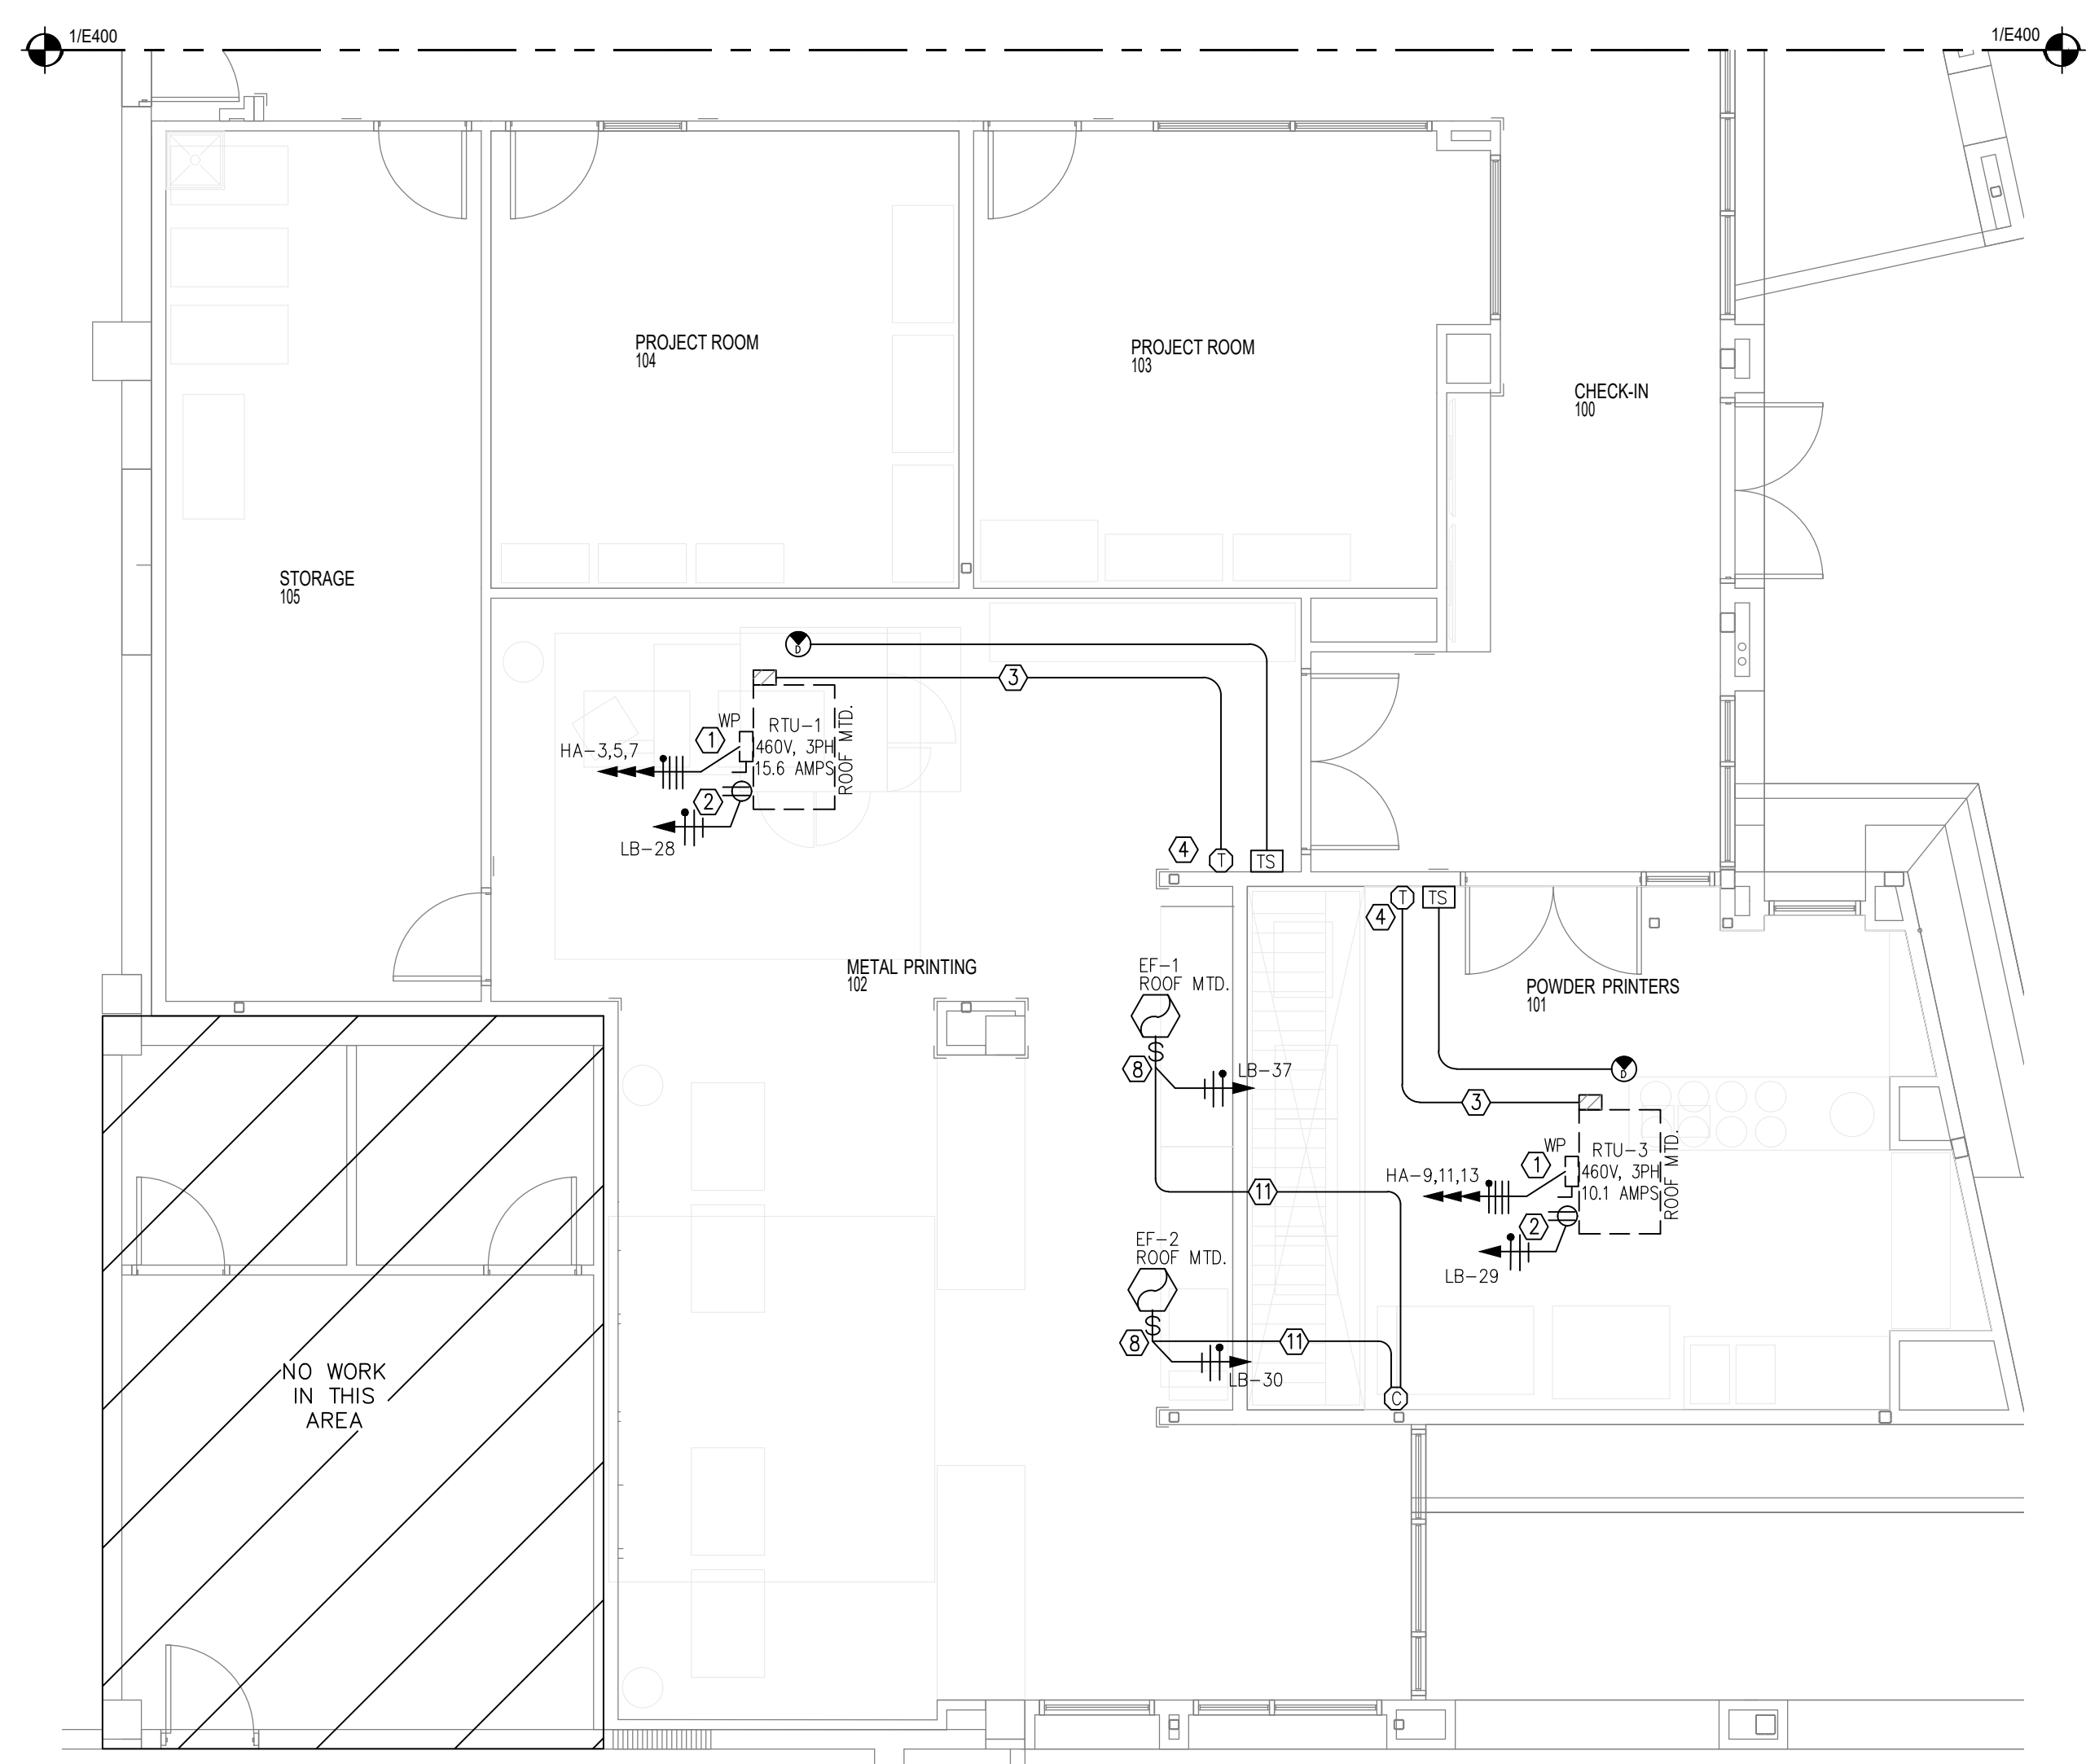 1/E400
1/E400
PROJECT ROOM
104
PROJECT ROOM
103
CHECK-IN
100
STORAGE
105
D
3
WP
1
RTU-1
460V, 3PH
15.6 AMPS
ROOF MTD.
HA-3,5,7
2
LB-28
4
T
TS
T
TS
4
METAL PRINTING
102
EF-1
ROOF MTD.
POWDER PRINTERS
101
S
8
LB-37
D
3
WP
1
RTU-3
460V, 3PH
10.1 AMPS
ROOF MTD.
HA-9,11,13
11
2
LB-29
EF-2
ROOF MTD.
S
8
11
LB-30
C
NO WORK
IN THIS
AREA